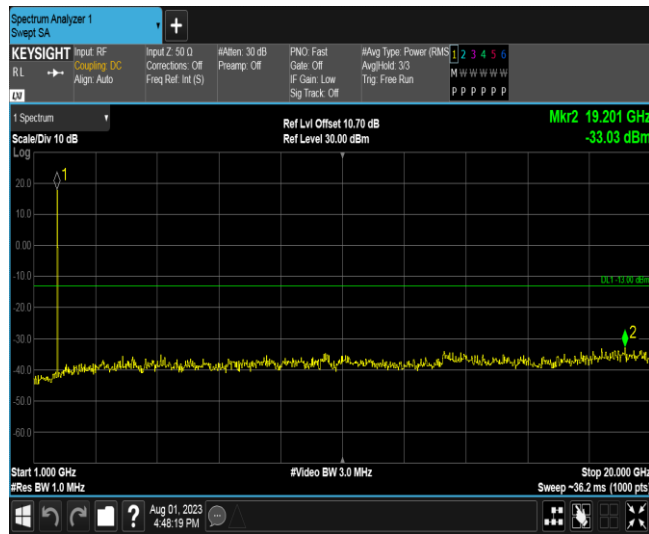 Spectrum Analyzer 1
Swept SA
+
KEYSIGHT
RL
LXI
Input: RF
Coupling: DC
Align: Auto
Input Z: 50 Ω
Corrections: Off
Freq Ref: Int (S)
#Atten: 30 dB
Preamp: Off
PNO: Fast
Gate: Off
IF Gain: Low
Sig Track: Off
#Avg Type: Power (RMS
Avg|Hold: 3/3
Trig: Free Run
1 2 3 4 5 6
M W W W W W
P P P P P P
1 Spectrum
Scale/Div 10 dB
Log
Ref Lvl Offset 10.70 dB
Ref Level 30.00 dBm
Mkr2 19.201 GHz
-33.03 dBm
1
20.0
10.0
0.00
-10.0
DL1 -13.00 dBm
-20.0
-30.0
2
-40.0
-50.0
-60.0
Start 1.000 GHz
#Res BW 1.0 MHz
#Video BW 3.0 MHz
Stop 20.000 GHz
Sweep ~36.2 ms (1000 pts)
?
Aug 01, 2023
4:48:19 PM